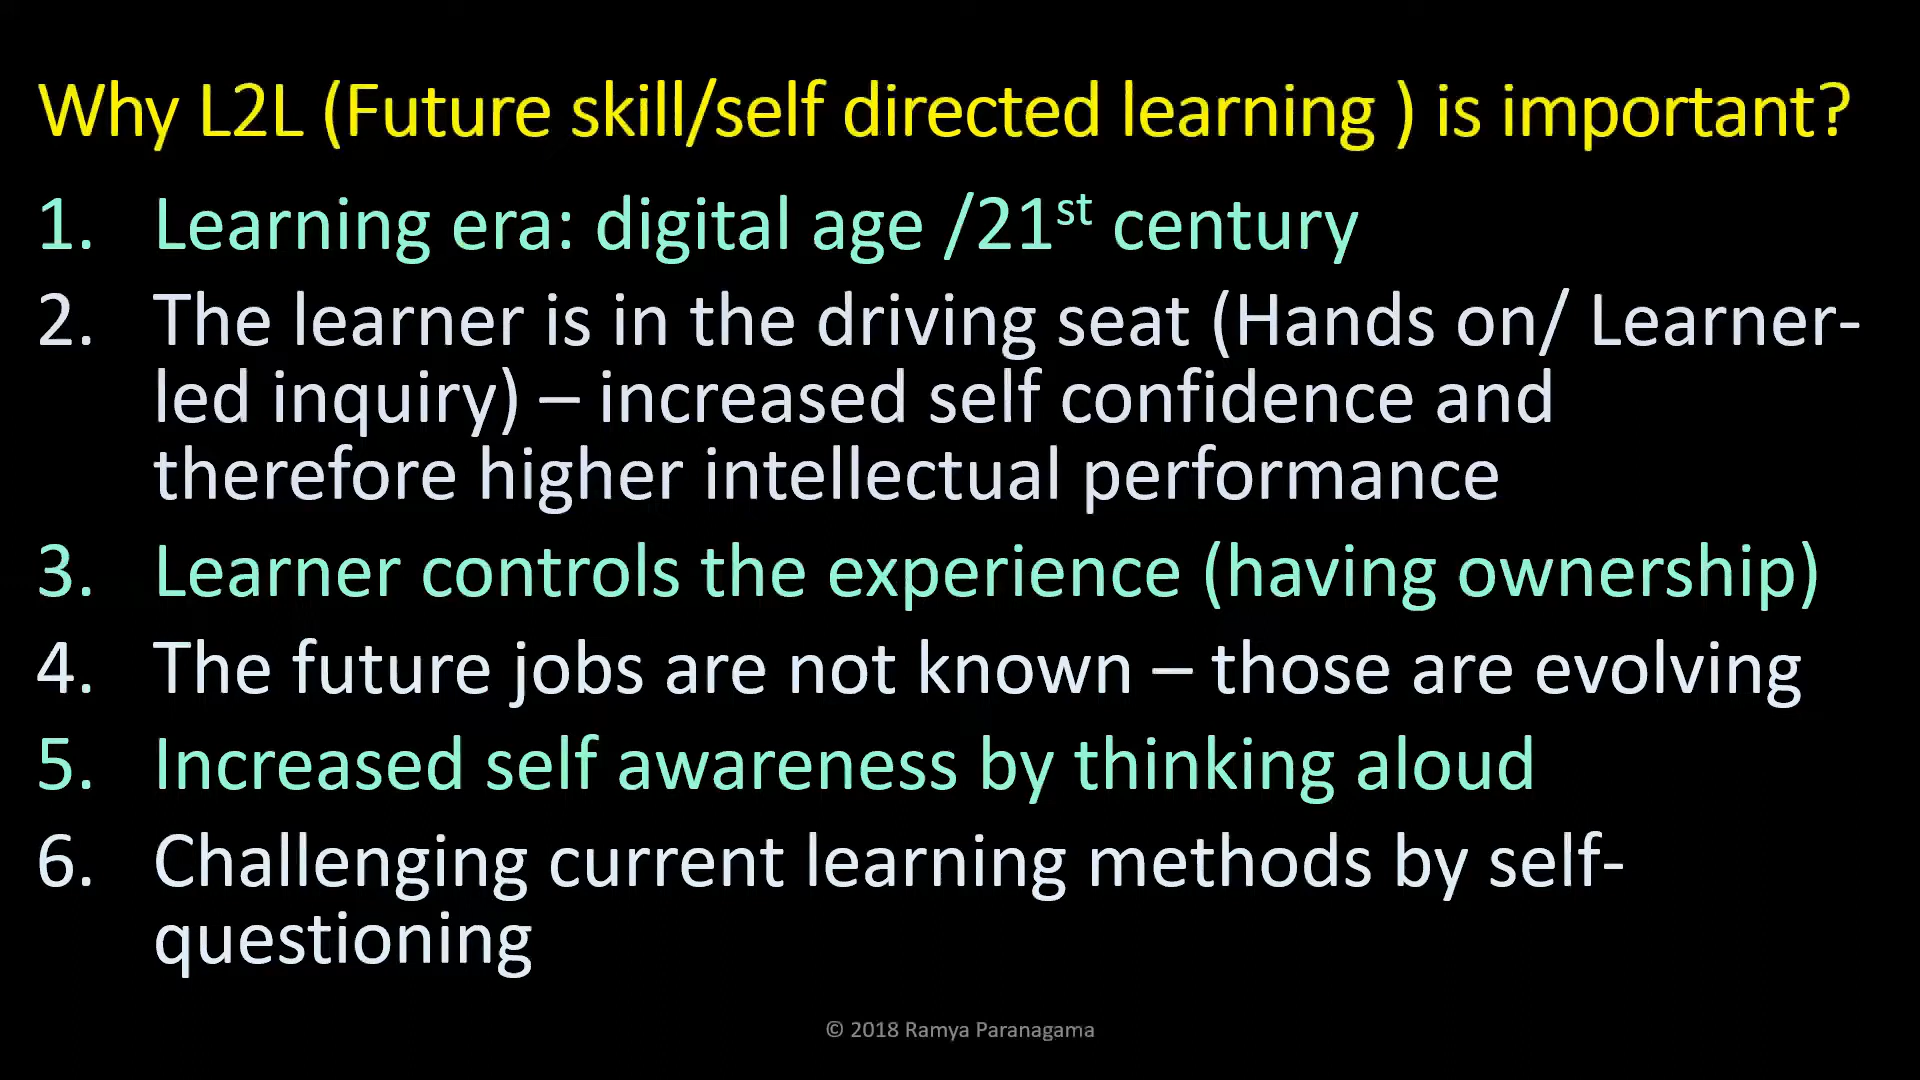 Why L2L (Future skill/self directed learning ) is important?
1. Learning era: digital age /21st century
2. The learner is in the driving seat (Hands on/ Learner-
led inquiry) – increased self confidence and
therefore higher intellectual performance
3. Learner controls the experience (having ownership)
4. The future jobs are not known – those are evolving
5. Increased self awareness by thinking aloud
6. Challenging current learning methods by self-
questioning
© 2018 Ramya Paranagama